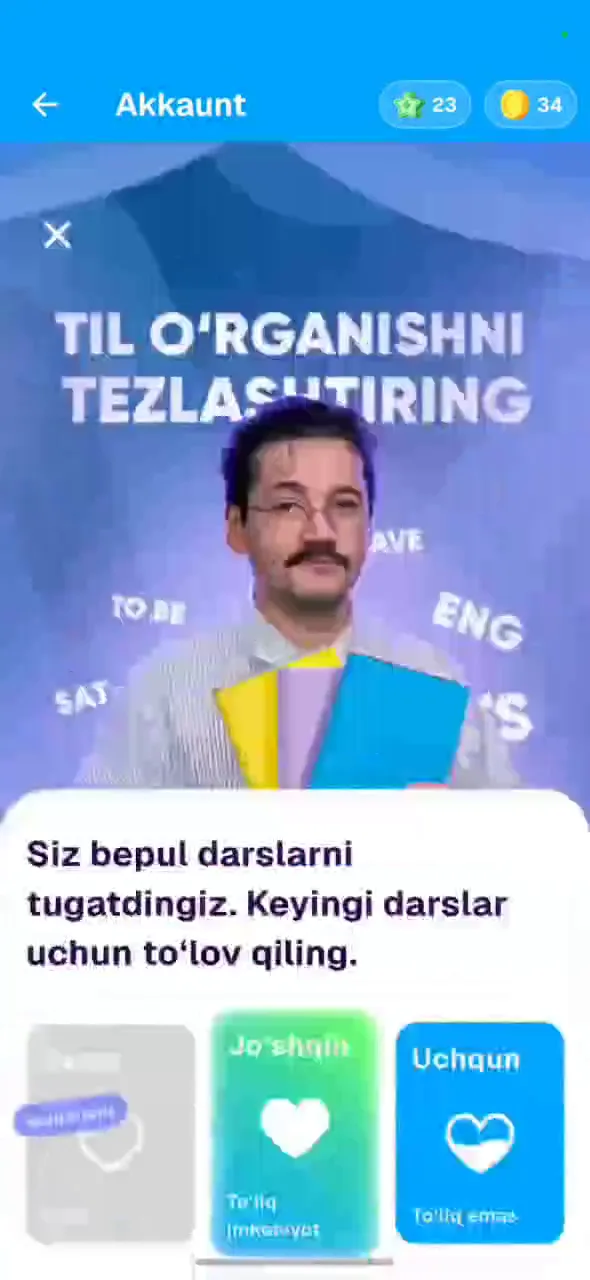 Akkaunt
23
34
TIL O‘RGANISHNI
TEZLASHTIRING
AVE
TO BE
ENG
SAT
'S
Siz bepul darslarni
tugatdingiz. Keyingi darslar
uchun to‘lov qiling.
Jo‘shqin
Uchqun
To‘liq
imkoniyat
To‘liq emas